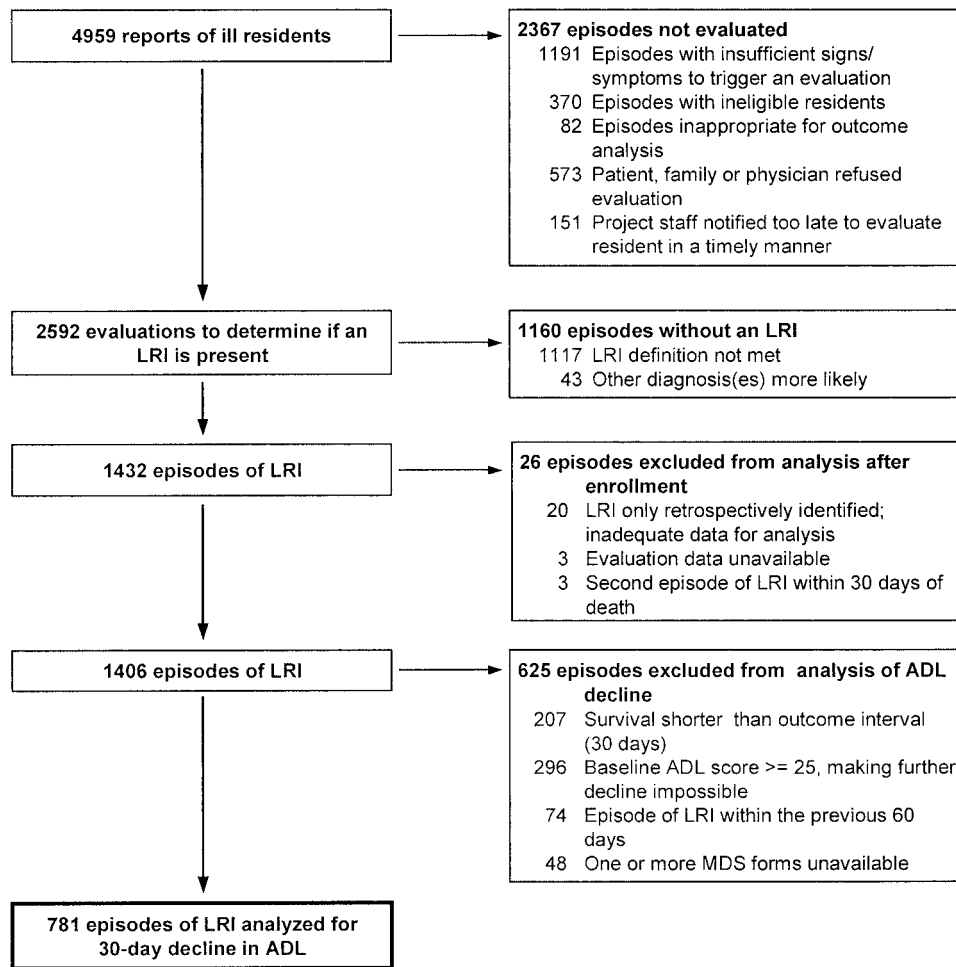 4959 reports of ill residents
2367 episodes not evaluated
1191 Episodes with insufficient signs/
symptoms to trigger an evaluation
370 Episodes with ineligible residents
82 Episodes inappropriate for outcome
analysis
573 Patient, family or physician refused
evaluation
151 Project staff notified too late to evaluate
resident in a timely manner
2592 evaluations to determine if an
LRI is present
1160 episodes without an LRI
1117 LRI definition not met
43 Other diagnosis(es) more likely
1432 episodes of LRI
26 episodes excluded from analysis after
enrollment
20 LRI only retrospectively identified;
inadequate data for analysis
3 Evaluation data unavailable
3 Second episode of LRI within 30 days of
death
1406 episodes of LRI
625 episodes excluded from analysis of ADL
decline
207 Survival shorter than outcome interval
(30 days)
296 Baseline ADL score >= 25, making further
decline impossible
74 Episode of LRI within the previous 60
days
48 One or more MDS forms unavailable
781 episodes of LRI analyzed for
30-day decline in ADL